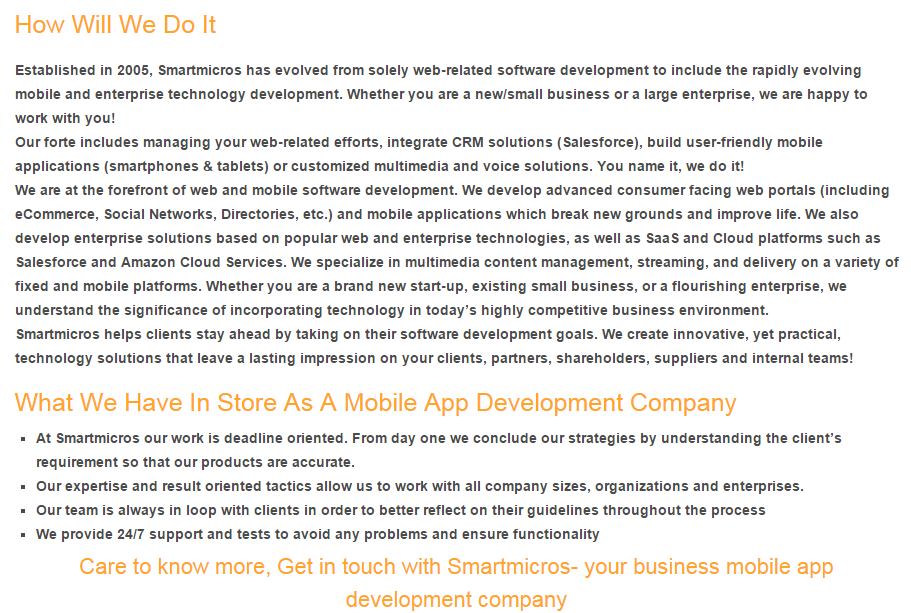 How Will We Do It
Established in 2005, Smartmicros has evolved from solely web-related software development to include the rapidly evolving
mobile and enterprise technology development. Whether you are a new/small business or a large enterprise, we are happy to
work with you!
Our forte includes managing your web-related efforts, integrate CRM solutions (Salesforce), build user-friendly mobile
applications (smartphones & tablets) or customized multimedia and voice solutions. You name it, we do it!
We are at the forefront of web and mobile software development. We develop advanced consumer facing web portals (including
eCommerce, Social Networks, Directories, etc.) and mobile applications which break new grounds and improve life. We also
develop enterprise solutions based on popular web and enterprise technologies, as well as SaaS and Cloud platforms such as
Salesforce and Amazon Cloud Services. We specialize in multimedia content management, streaming, and delivery on a variety of
fixed and mobile platforms. Whether you are a brand new start-up, existing small business, or a flourishing enterprise, we
understand the significance of incorporating technology in today’s highly competitive business environment.
Smartmicros helps clients stay ahead by taking on their software development goals. We create innovative, yet practical,
technology solutions that leave a lasting impression on your clients, partners, shareholders, suppliers and internal teams!
What We Have In Store As A Mobile App Development Company
▪ At Smartmicros our work is deadline oriented. From day one we conclude our strategies by understanding the client’s
requirement so that our products are accurate.
▪ Our expertise and result oriented tactics allow us to work with all company sizes, organizations and enterprises.
▪ Our team is always in loop with clients in order to better reflect on their guidelines throughout the process
▪ We provide 24/7 support and tests to avoid any problems and ensure functionality
Care to know more, Get in touch with Smartmicros- your business mobile app
development company